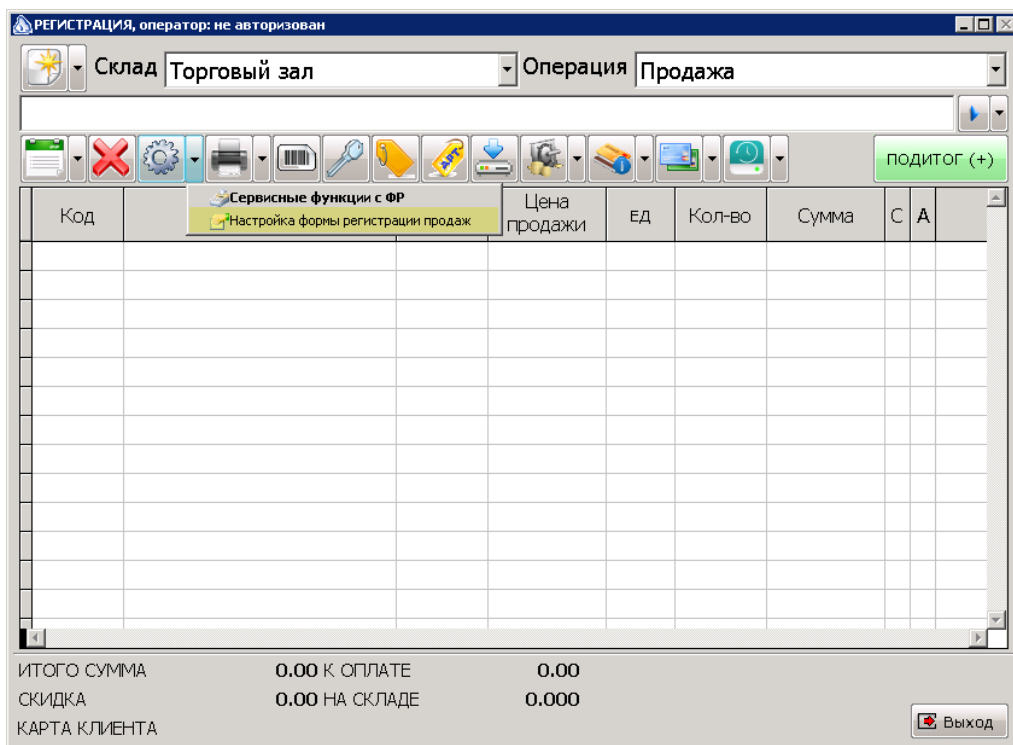 РЕГИСТРАЦИЯ, оператор: не авторизован
Склад Торговый зал Операция Продажа
ПОДИТОГ (+)
Сервисные функции с ФР
Настройка формы регистрации продаж
Код Цена продажи ЕД Кол-во Сумма С А
ИТОГО СУММА 0.00 К ОПЛАТЕ 0.00
СКИДКА 0.00 НА СКЛАДЕ 0.000
КАРТА КЛИЕНТА
Выход